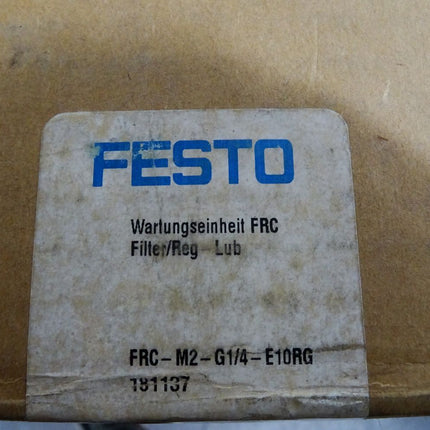 FESTO
Wartungseinheit FRC
Filter/Reg-Lub
FRC-M2-G1/4-E10RG
181137